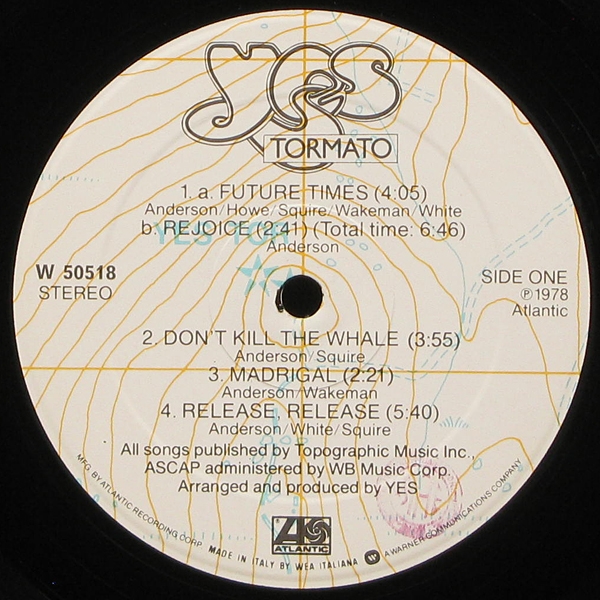 YES
TORMATO
1. a. FUTURE TIMES (4:05)
Anderson/Howe/Squire/Wakeman/White
b. REJOICE (2:41) (Total time: 6:46)
Anderson
YES TOR
W 50518
STEREO
SIDE ONE
℗1978
Atlantic
2. DON'T KILL THE WHALE (3:55)
Anderson/Squire
3. MADRIGAL (2:21)
Anderson/Wakeman
4. RELEASE, RELEASE (5:40)
Anderson/White/Squire
All songs published by Topographic Music Inc.,
ASCAP administered by WB Music Corp.
Arranged and produced by YES
ATLANTIC
MFG. BY ATLANTIC RECORDING CORP.
MADE IN ITALY BY WEA ITALIANA
A WARNER COMMUNICATIONS COMPANY